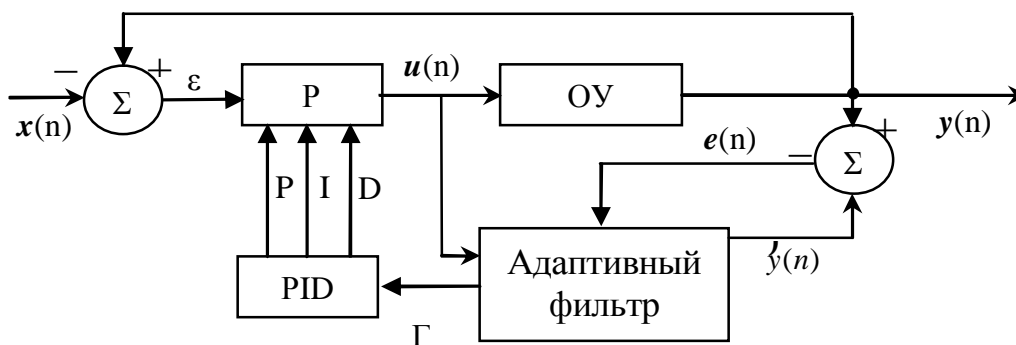 − + ε u(n)
Σ P ОУ
x(n) y(n)
e(n) − + Σ
P I D
Адаптивный
фильтр
ŷ(n)
PID
Г